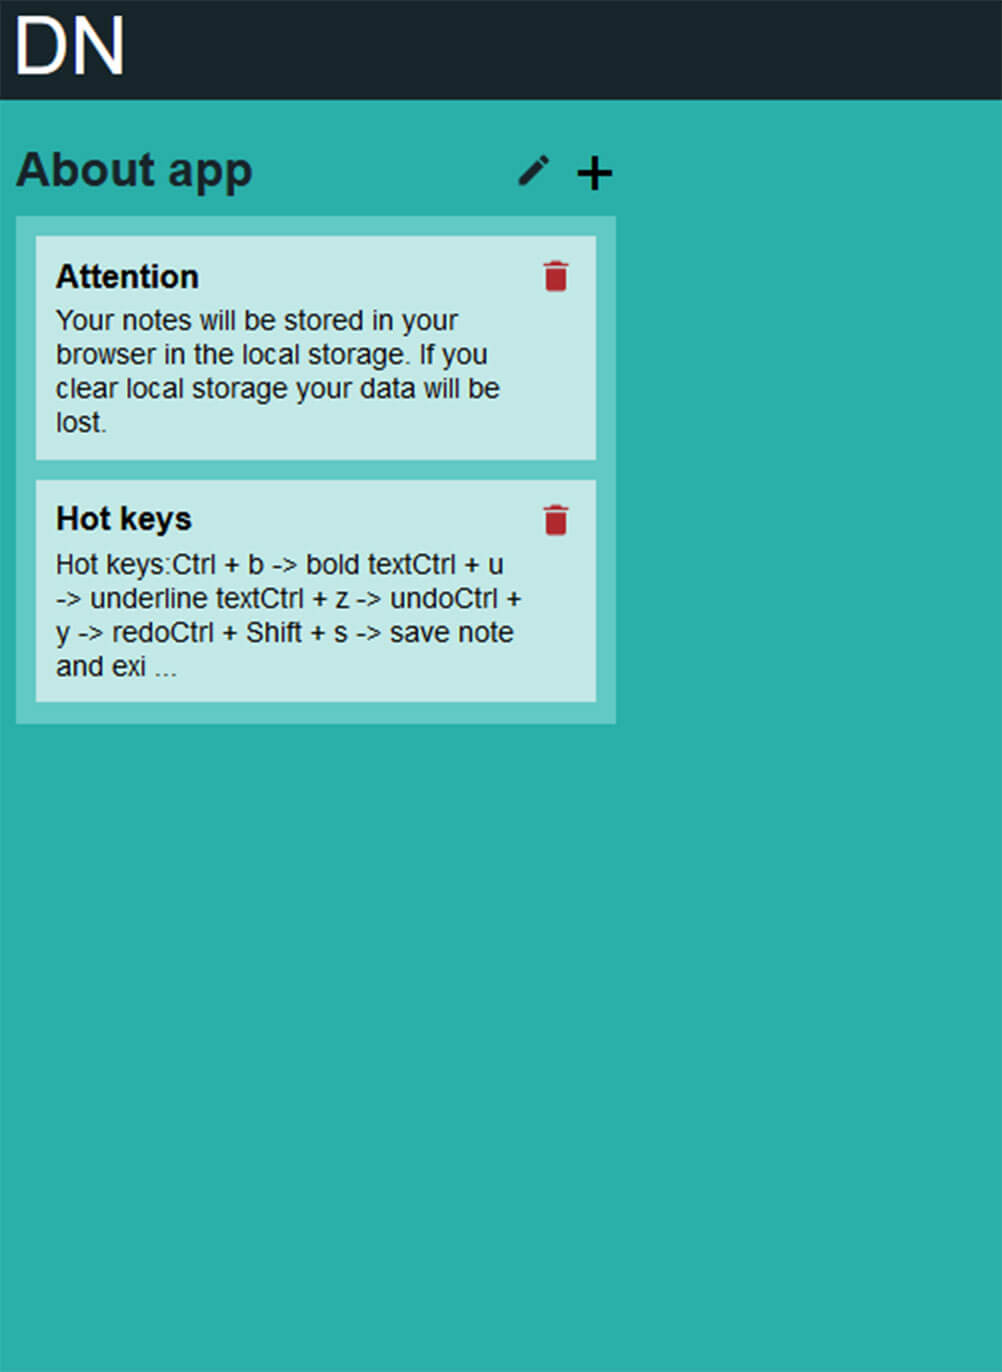 DN
About app
Attention
Your notes will be stored in your
browser in the local storage. If you
clear local storage your data will be
lost.
Hot keys
Hot keys:Ctrl + b -> bold textCtrl + u
-> underline textCtrl + z -> undoCtrl +
y -> redoCtrl + Shift + s -> save note
and exi ...